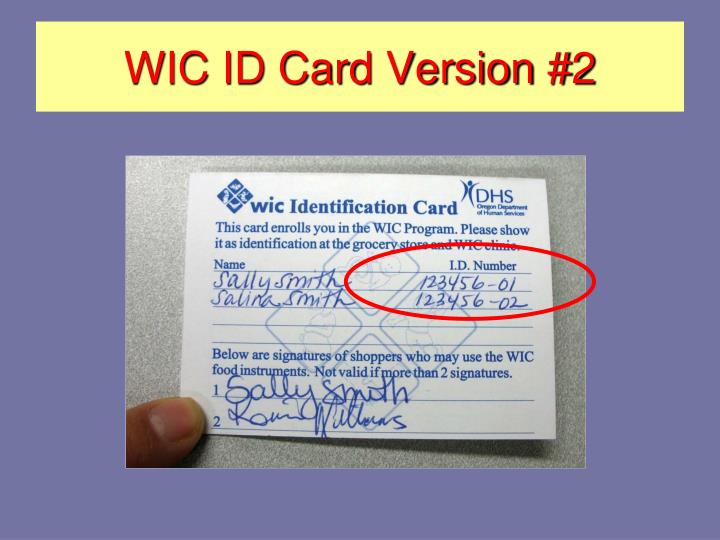 WIC ID Card Version #2
wic Identification Card
DHS
Oregon Department
of Human Services
This card enrolls you in the WIC Program. Please show
it as identification at the grocery store and WIC clinic.
Name I.D. Number
Sally Smith 123456-01
Salina Smith 123456-02
Below are signatures of shoppers who may use the WIC
food instruments. Not valid if more than 2 signatures.
1 Sally Smith
2 Williams